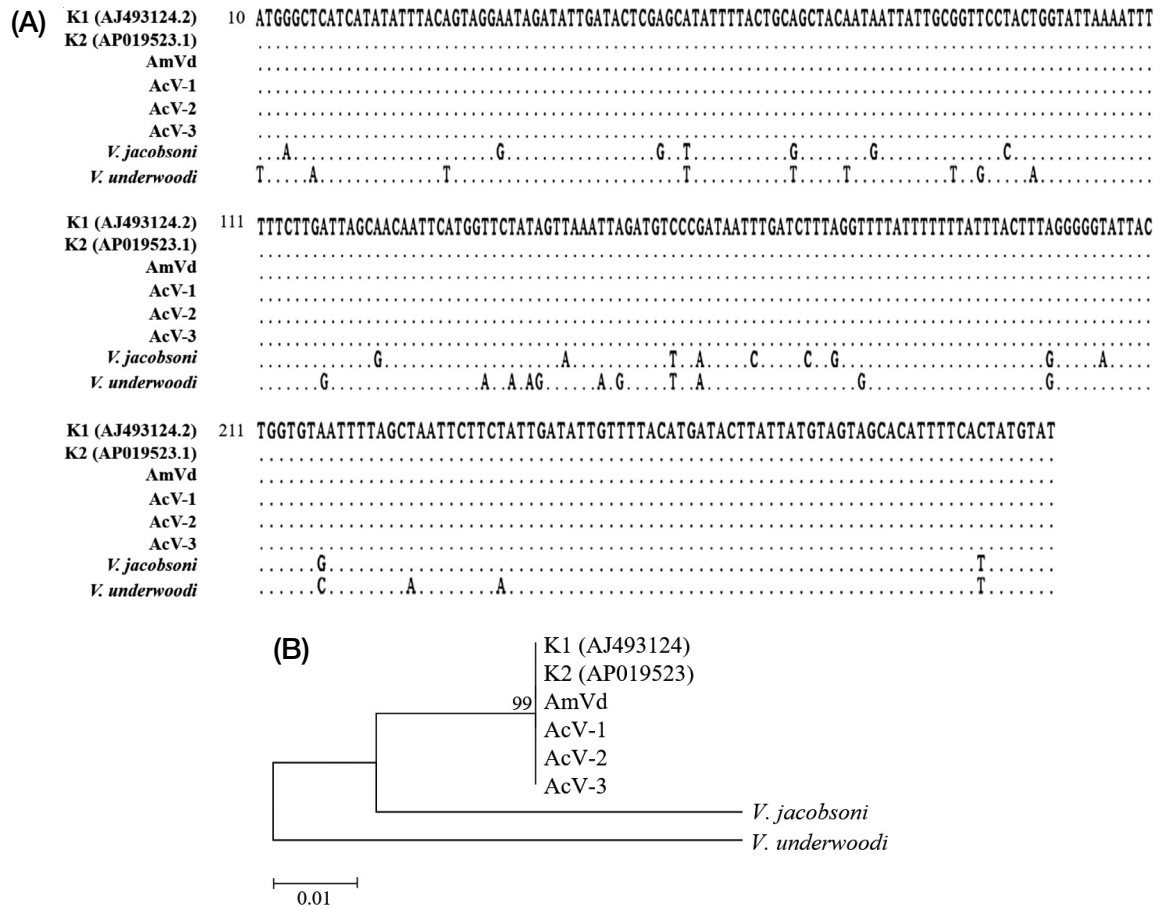 (A)
K1 (AJ493124.2) 10 ATGGGCTCATCATATATTTACAGTAGGAATAGATATTGATACTCGAGCATATTTTACTGCAGCTACAATAATTATTGCGGTTCCTACTGGTATTAAAATTT
K2 (AP019523.1) .....................................................................................................
AmVd .....................................................................................................
AcV-1 .....................................................................................................
AcV-2 .....................................................................................................
AcV-3 .....................................................................................................
V. jacobsoni ...A.......................G.................G..T...........G........G..............C................
V. underwoodi T.....A..............T..........................T...........T.....T...........T..G.....A.............
K1 (AJ493124.2) 111 TTTCTTGATTAGCAACAATTCATGGTTCTATAGTTAAATTAGATGTCCCGATAATTTGATCTTTAGGTTTTATTTTTTTATTTACTTTAGGGGGTATTAC
K2 (AP019523.1) ....................................................................................................
AmVd ....................................................................................................
AcV-1 ....................................................................................................
AcV-2 ....................................................................................................
AcV-3 ....................................................................................................
V. jacobsoni .............G....................A...........T..A.....C.....C..G.......................G.....A.....
V. underwoodi .......G.................A..A.AG......A.G.....T..A.................G....................G...........
K1 (AJ493124.2) 211 TGGTGTAATTTTAGCTAATTCTTCTATTGATATTGTTTTACATGATACTTATTATGTAGTAGCACATTTTCACTATGTAT
K2 (AP019523.1) .........................................................................................
AmVd .........................................................................................
AcV-1 .........................................................................................
AcV-2 .........................................................................................
AcV-3 .........................................................................................
V. jacobsoni .......G.........................................................................T.......
V. underwoodi .......C.........A.........A.....................................................T.......
(B)
K1 (AJ493124)
K2 (AP019523)
99 AmVd
AcV-1
AcV-2
AcV-3
V. jacobsoni
V. underwoodi
0.01